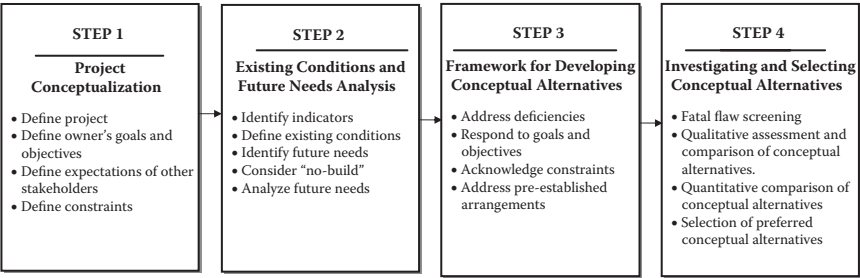 STEP 1
Project
Conceptualization
• Define project
• Define owner's goals and
objectives
• Define expectations of other
stakeholders
• Define constraints
STEP 2
Existing Conditions and
Future Needs Analysis
• Identify indicators
• Define existing conditions
• Identify future needs
• Consider “no-build”
• Analyze future needs
STEP 3
Framework for Developing
Conceptual Alternatives
• Address deficiencies
• Respond to goals and
objectives
• Acknowledge constraints
• Address pre-established
arrangements
STEP 4
Investigating and Selecting
Conceptual Alternatives
• Fatal flaw screening
• Qualitative assessment and
comparison of conceptual
alternatives.
• Quantitative comparison of
conceptual alternatives
• Selection of preferred
conceptual alternatives